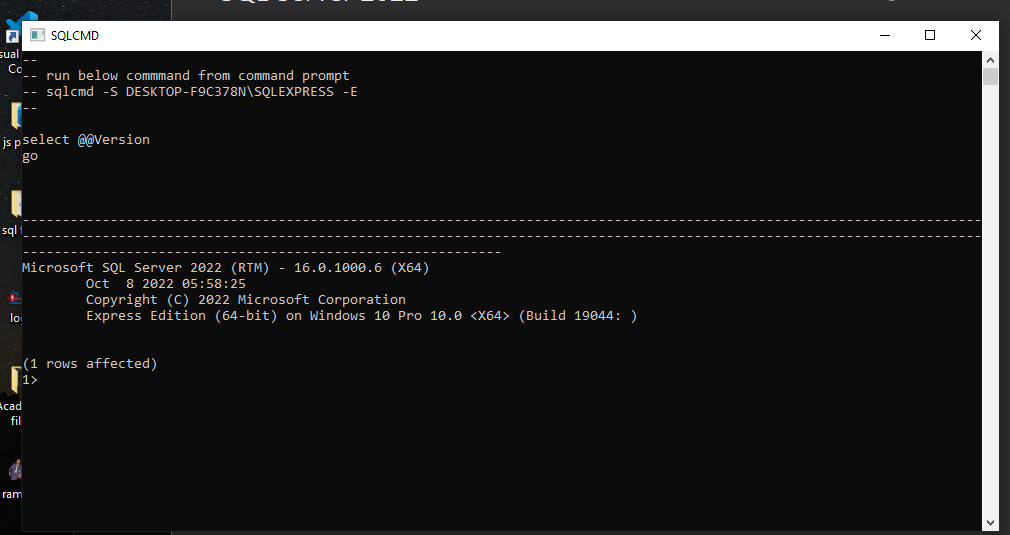 SQLCMD
--
-- run below commmand from command prompt
-- sqlcmd -S DESKTOP-F9C378N\SQLEXPRESS -E
--
select @@Version
go
------------------------------------------------------------------------------------------------------------------------
------------------------------------------------------------------------------------------------------------------------
------------------------------------------------------------
Microsoft SQL Server 2022 (RTM) - 16.0.1000.6 (X64)
Oct  8 2022 05:58:25
Copyright (C) 2022 Microsoft Corporation
Express Edition (64-bit) on Windows 10 Pro 10.0 <X64> (Build 19044: )
(1 rows affected)
1>
sual
Co
js p
sql
lo
Acad
fil
ram